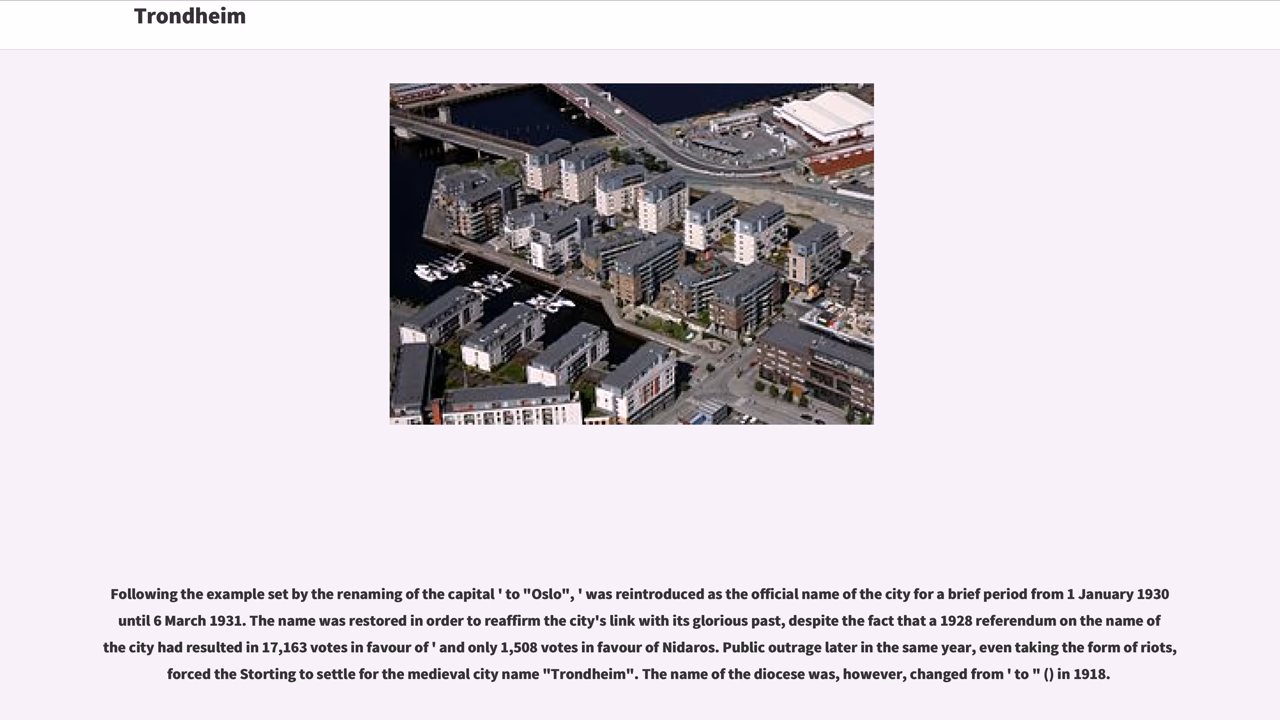 Trondheim
Following the example set by the renaming of the capital ' to "Oslo", ' was reintroduced as the official name of the city for a brief period from 1 January 1930
until 6 March 1931. The name was restored in order to reaffirm the city's link with its glorious past, despite the fact that a 1928 referendum on the name of
the city had resulted in 17,163 votes in favour of ' and only 1,508 votes in favour of Nidaros. Public outrage later in the same year, even taking the form of riots,
forced the Storting to settle for the medieval city name "Trondheim". The name of the diocese was, however, changed from ' to " () in 1918.